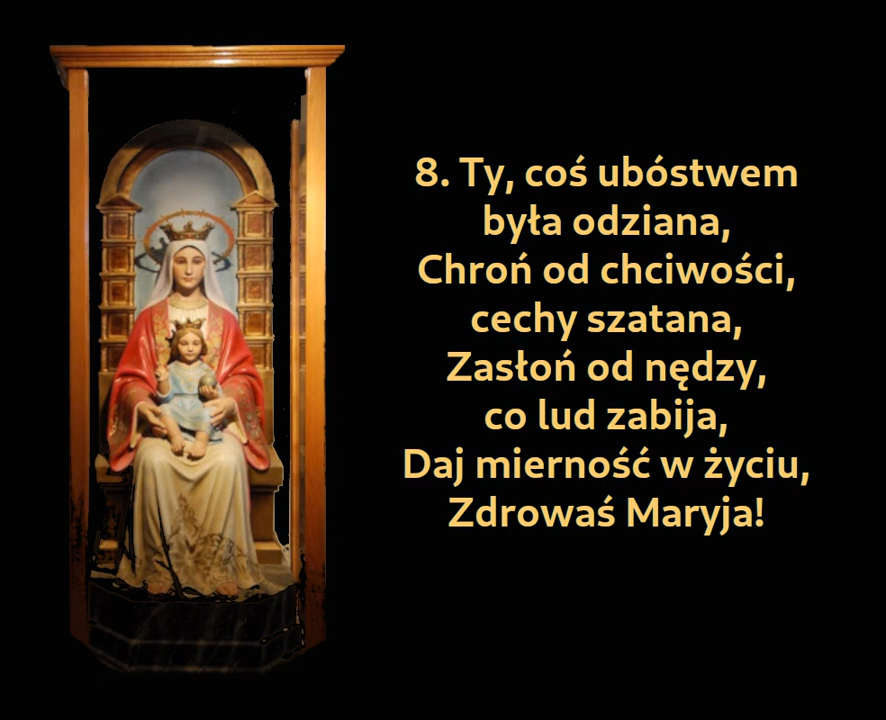 8. Ty, coś ubóstwem
była odziana,
Chroń od chciwości,
cechy szatana,
Zasłoń od nędzy,
co lud zabija,
Daj mierność w życiu,
Zdrowaś Maryja!